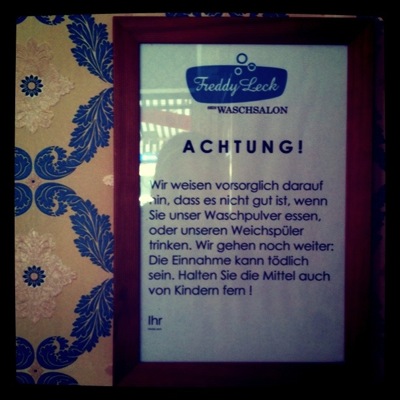 Freddy Leck
WASCHSALON
ACHTUNG!
Wir weisen vorsorglich darauf
hin, dass es nicht gut ist, wenn
Sie unser Waschpulver essen,
oder unseren Weichspüler
trinken. Wir gehen noch weiter:
Die Einnahme kann tödlich
sein. Halten Sie die Mittel auch
von Kindern fern !
Ihr